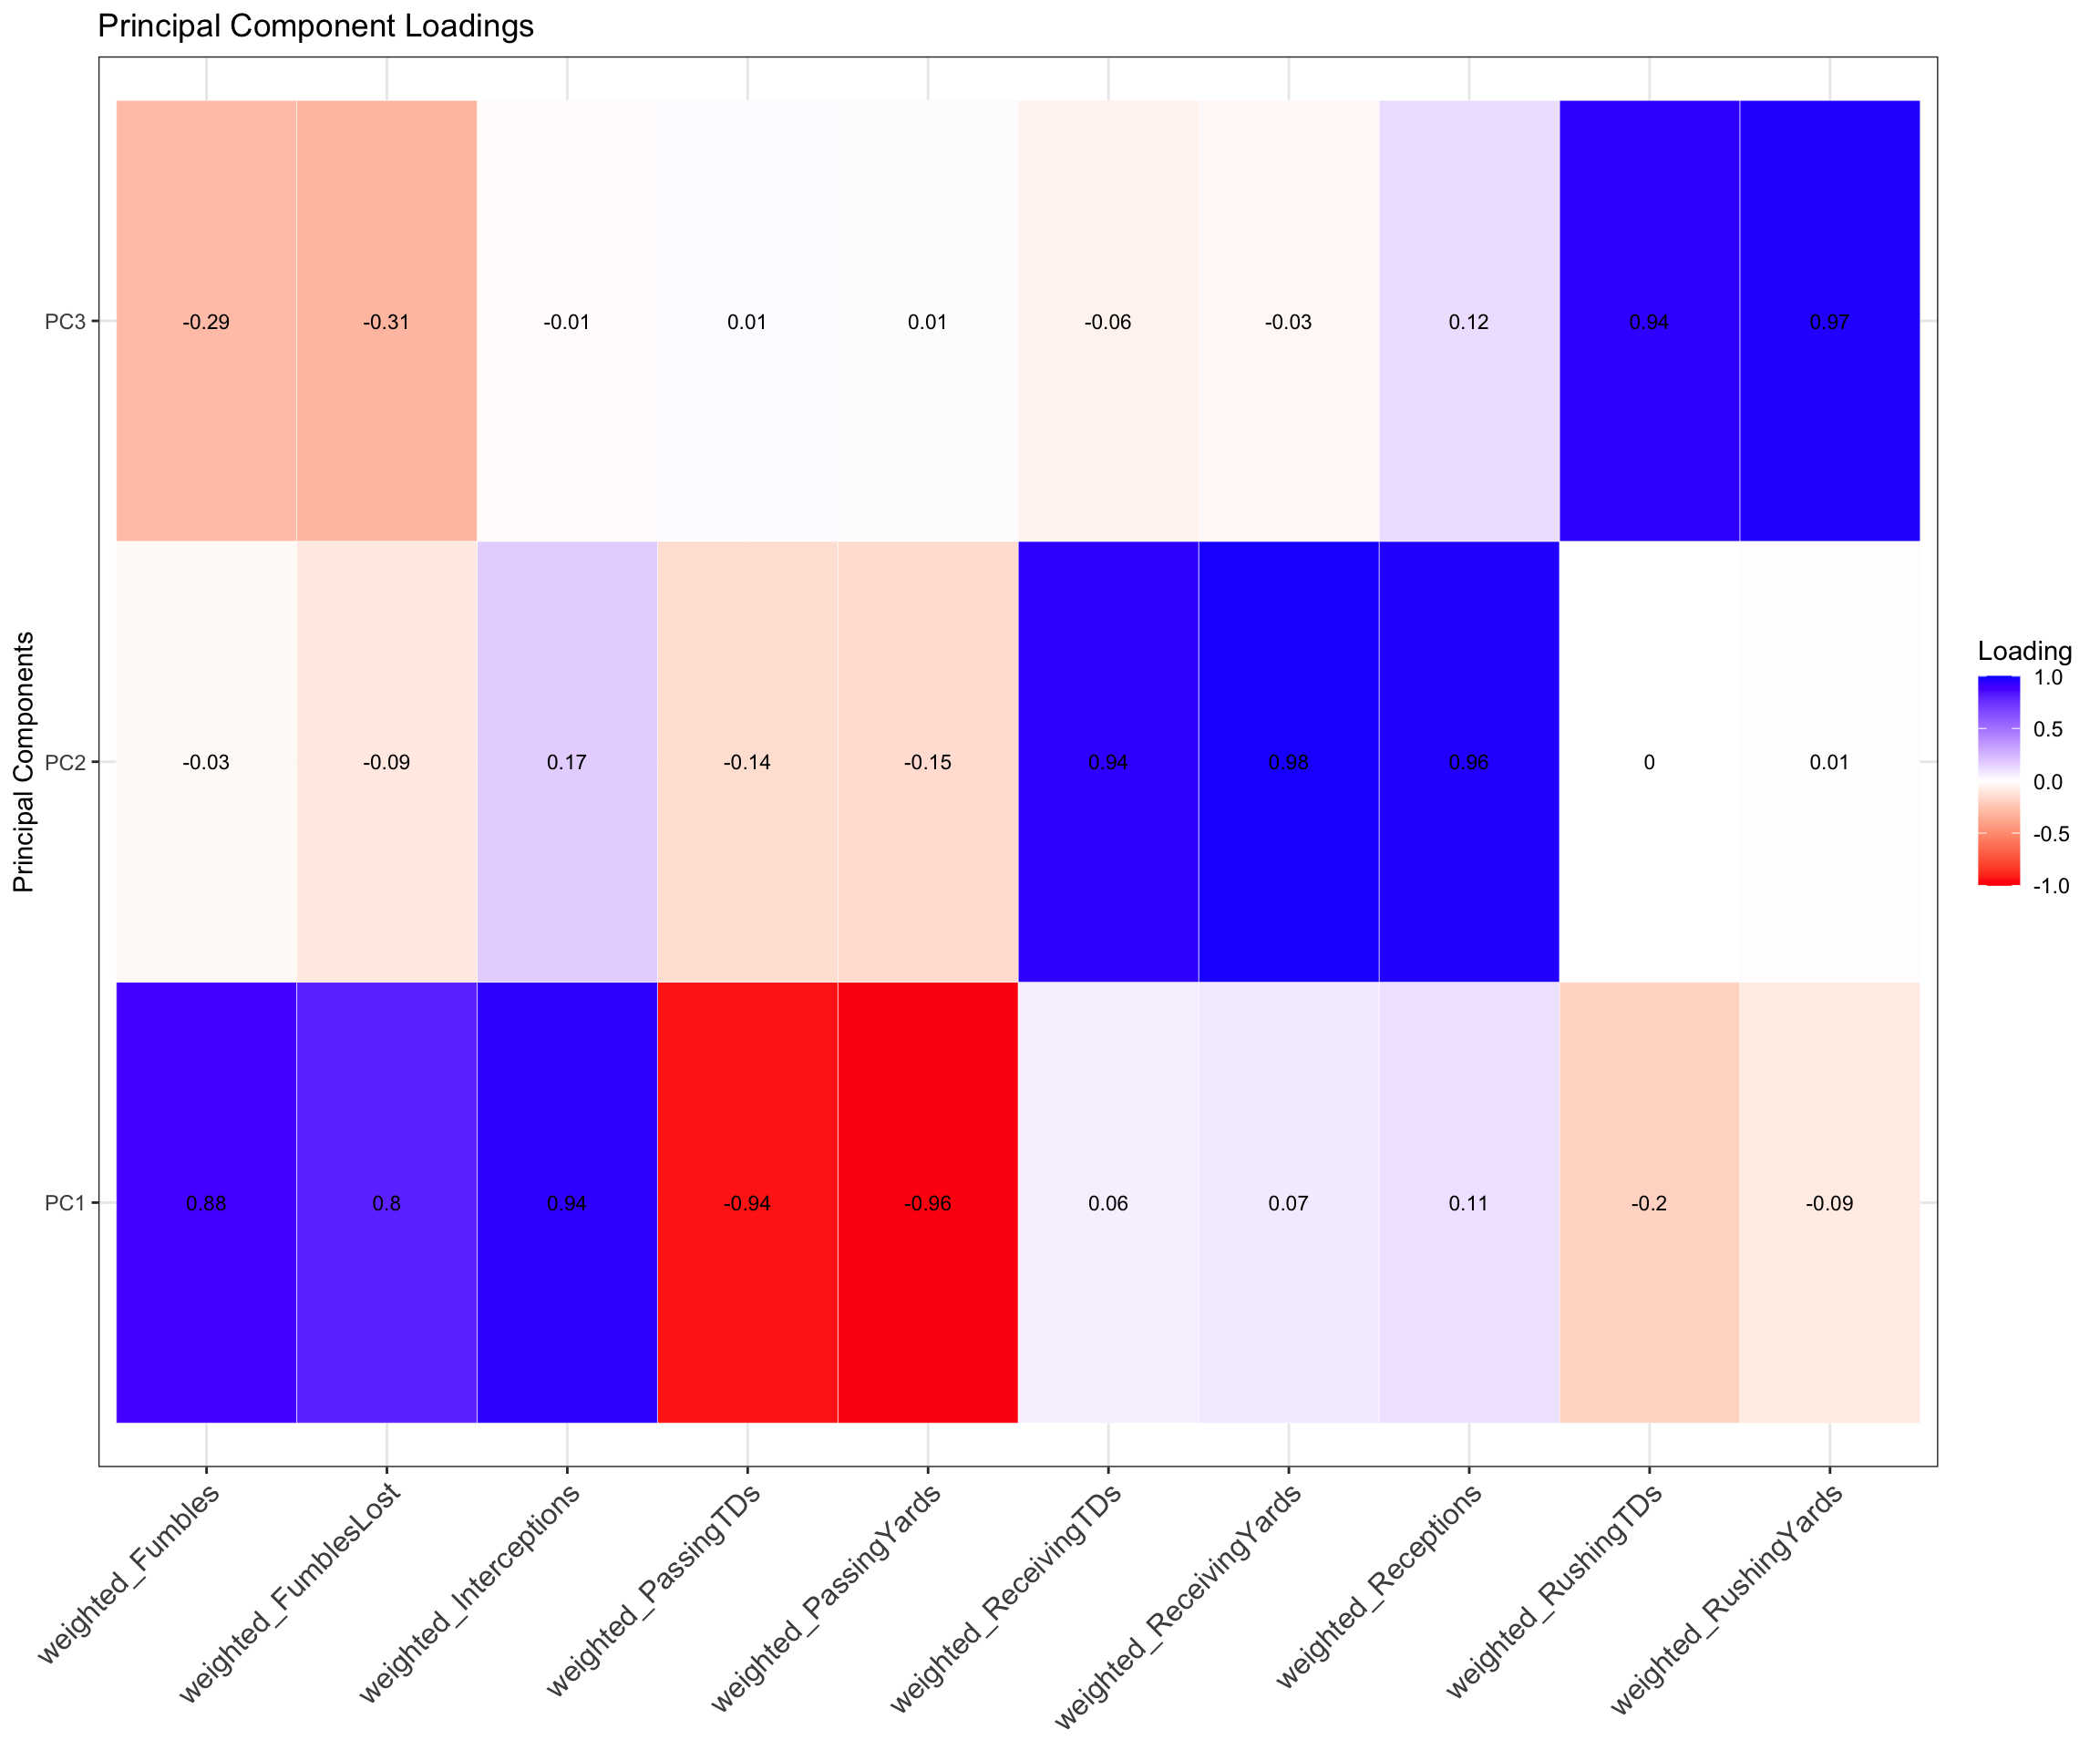 Principal Component Loadings
Principal Components
PC3
-0.29 -0.31 -0.01 0.01 0.01 -0.06 -0.03 0.12 0.94 0.97
PC2
-0.03 -0.09 0.17 -0.14 -0.15 0.94 0.98 0.96 0 0.01
PC1
0.88 0.8 0.94 -0.94 -0.96 0.06 0.07 0.11 -0.2 -0.09
weighted_Fumbles
weighted_FumblesLost
weighted_Interceptions
weighted_PassingTDs
weighted_PassingYards
weighted_ReceivingTDs
weighted_ReceivingYards
weighted_Receptions
weighted_RushingTDs
weighted_RushingYards
Loading
1.0
0.5
0.0
-0.5
-1.0